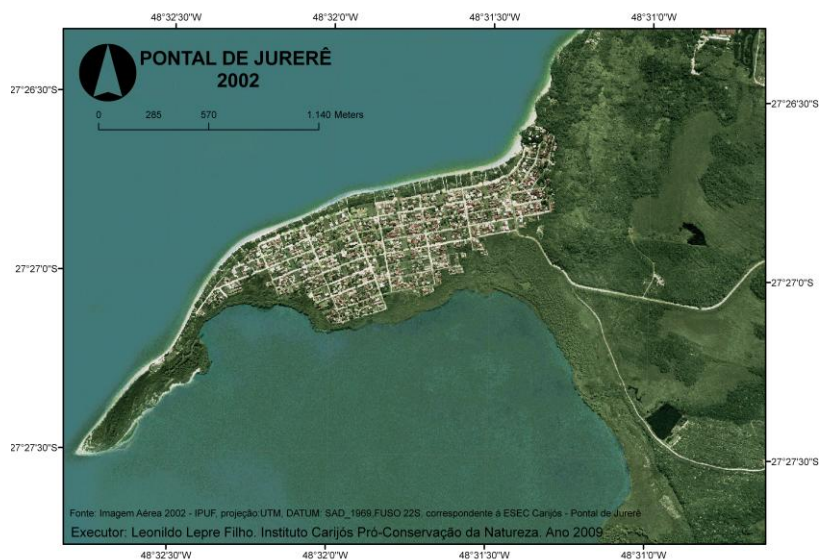 48°32'30"W 48°32'0"W 48°31'30"W 48°31'0"W
PONTAL DE JURERÊ
2002
27°26'30"S 27°26'30"S
0 285 570 1.140 Meters
27°27'0"S 27°27'0"S
27°27'30"S 27°27'30"S
Fonte: Imagem Aérea 2002 - IPUF, projeção:UTM, DATUM: SAD_1969,FUSO 22S, correspondente à ESEC Carijós - Pontal de Jurerê
Executor: Leonildo Lepre Filho. Instituto Carijós Pró-Conservação da Natureza. Ano 2009
48°32'30"W 48°32'0"W 48°31'30"W 48°31'0"W